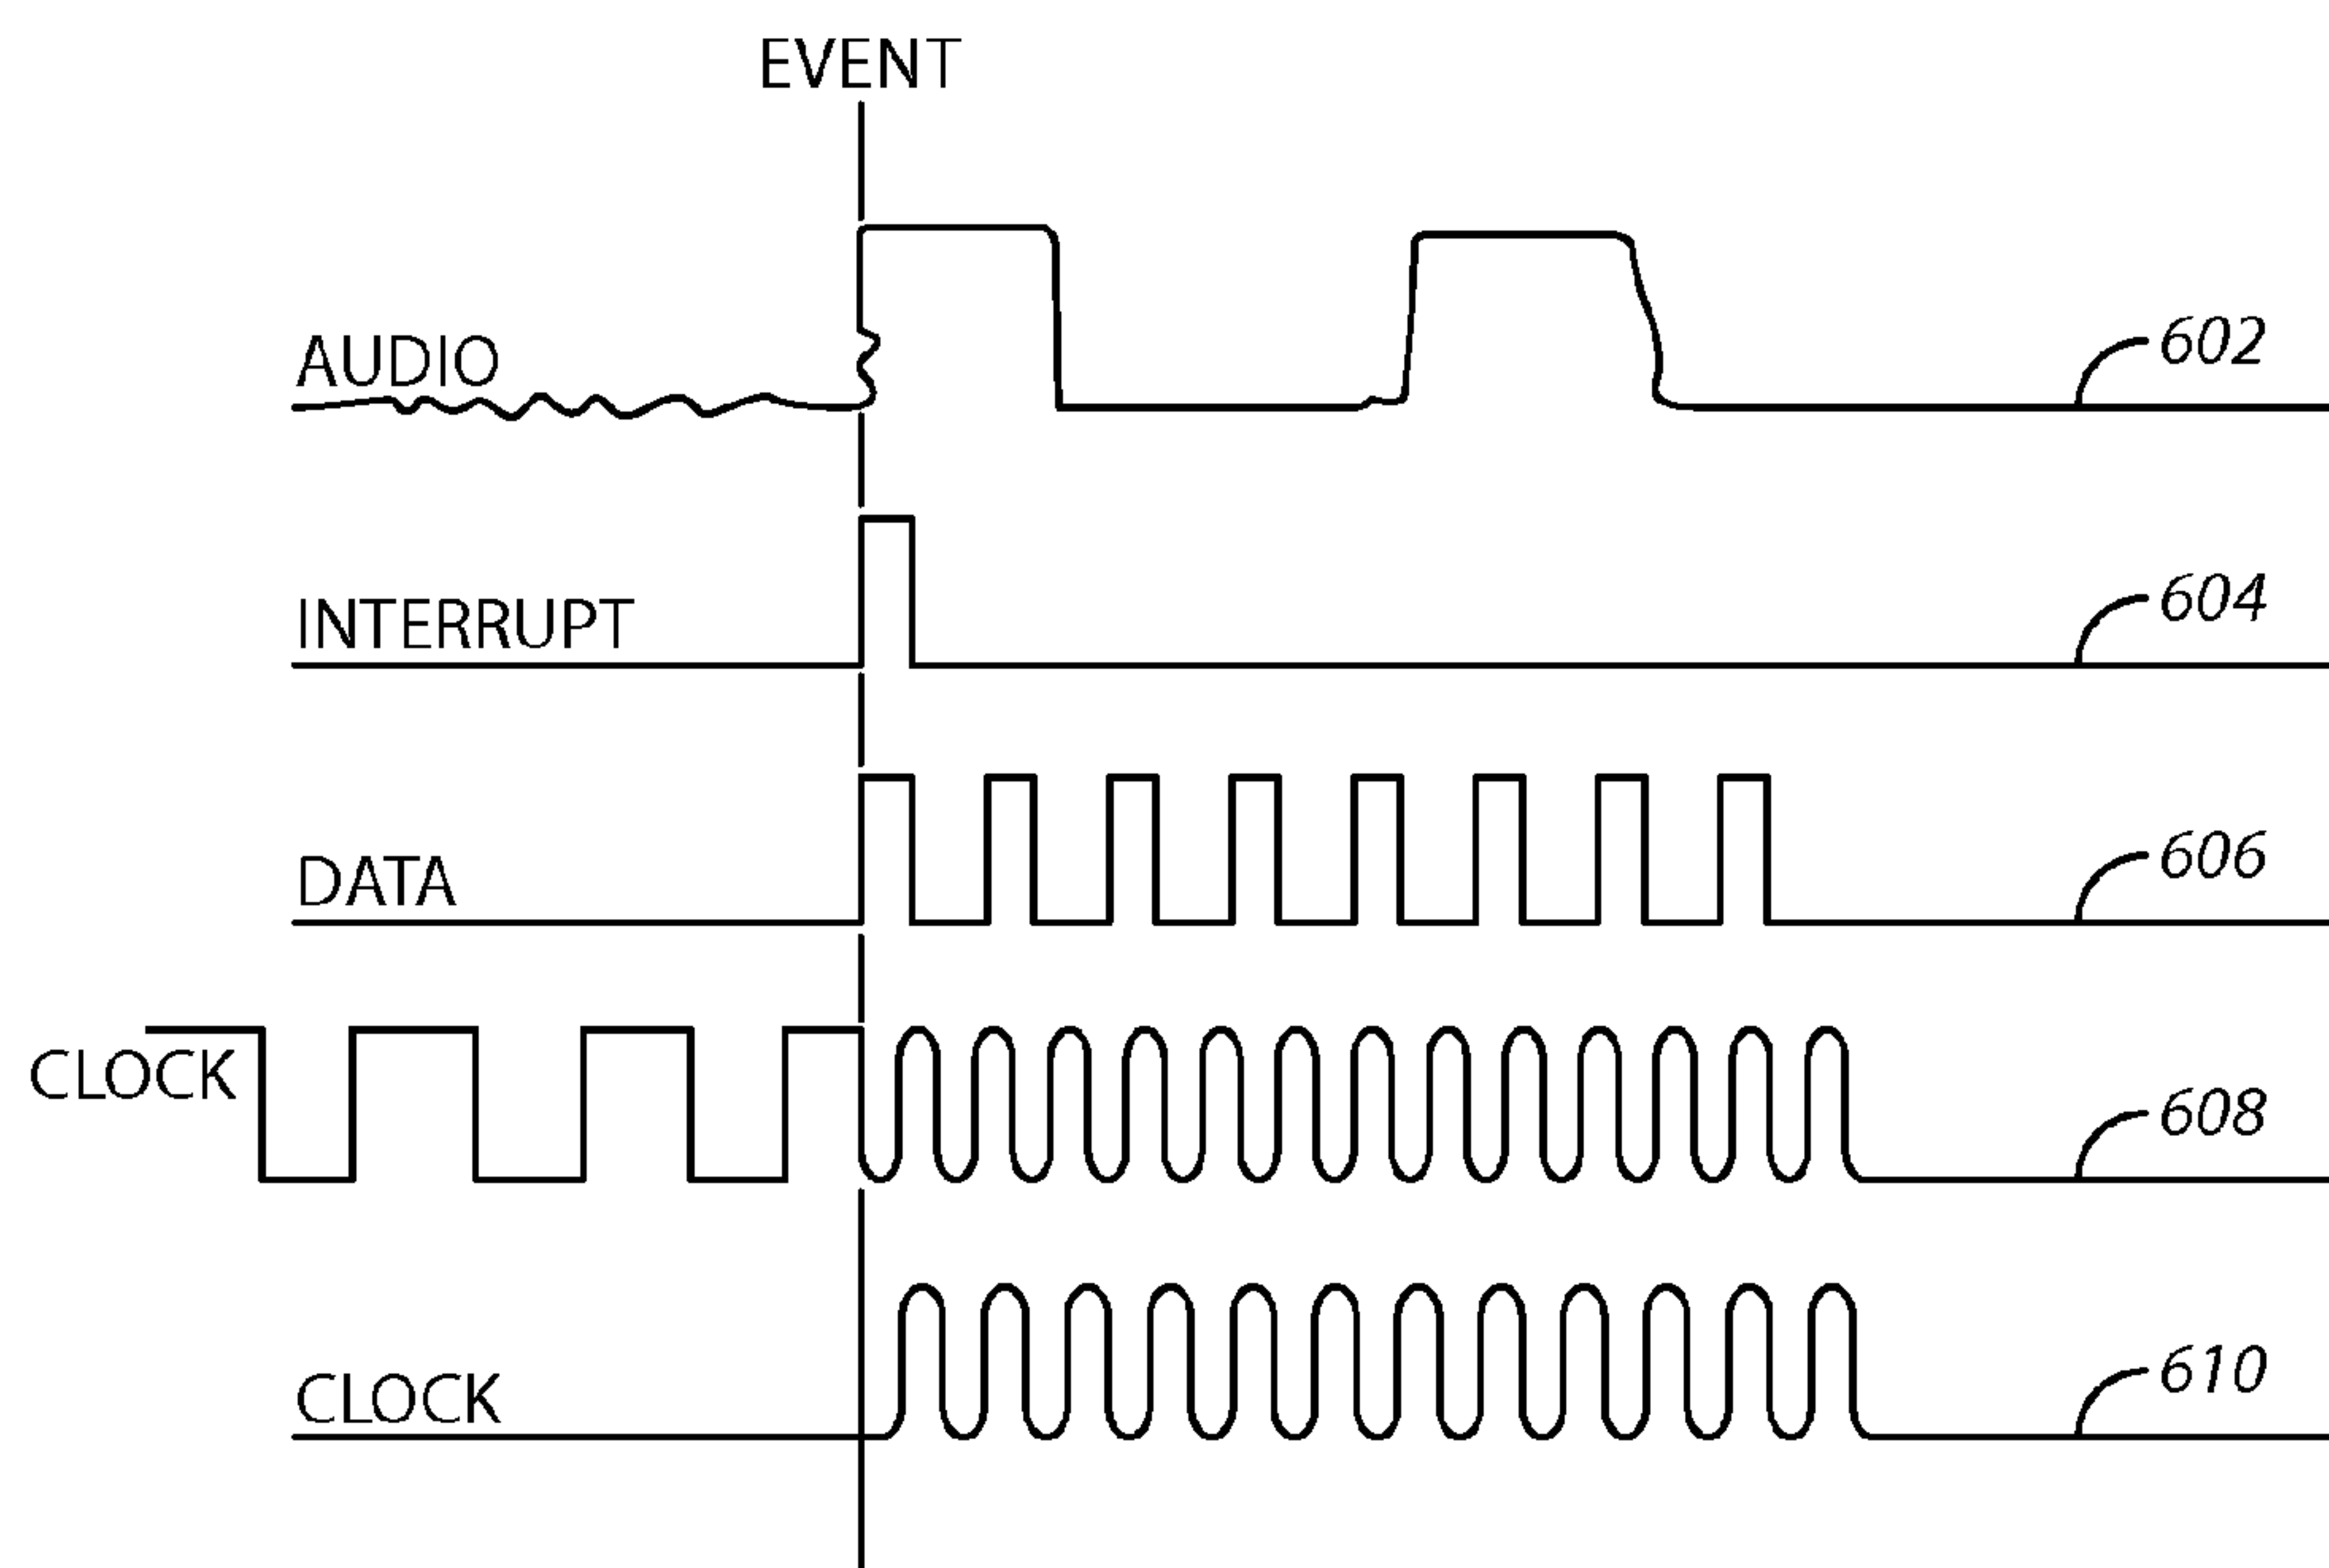 EVENT
AUDIO
602
INTERRUPT
604
DATA
606
CLOCK
608
CLOCK
610